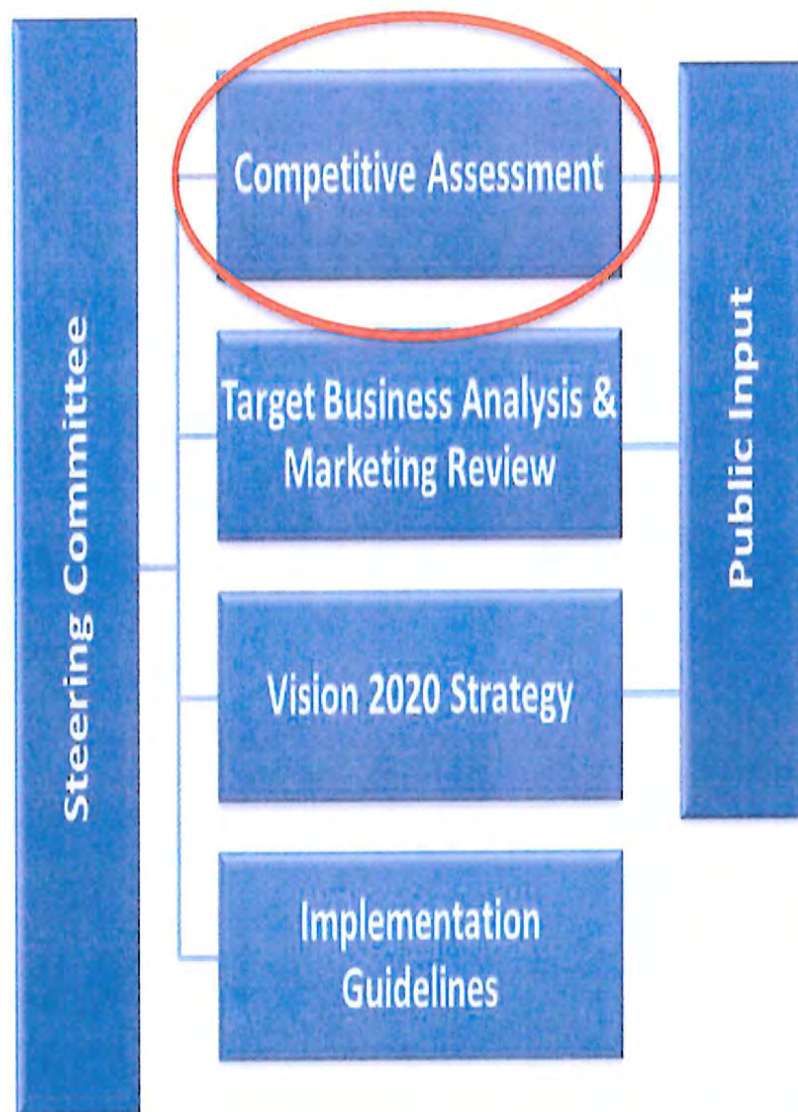 Steering Committee
Competitive Assessment
Target Business Analysis &
Marketing Review
Vision 2020 Strategy
Implementation
Guidelines
Public Input